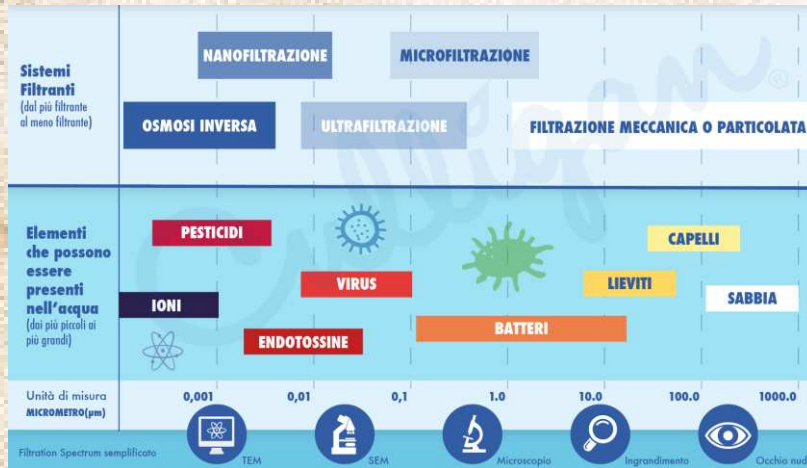 Sistemi
Filtranti
(dal più filtrante
al meno filtrante)
NANOFILTRAZIONE
MICROFILTRAZIONE
OSMOSI INVERSA
ULTRAFILTRAZIONE
FILTRAZIONE MECCANICA O PARTICOLATA
Culligan
®
Elementi
che possono
essere
presenti
nell'acqua
(dai più piccoli ai
più grandi)
PESTICIDI
CAPELLI
VIRUS
LIEVITI
IONI
SABBIA
BATTERI
ENDOTOSSINE
Unità di misura
MICROMETRO(µm)
0,001
0,01
0,1
1.0
10.0
100.0
1000.0
Filtration Spectrum semplificato
TEM
SEM
Microscopio
Ingrandimento
Occhio nud